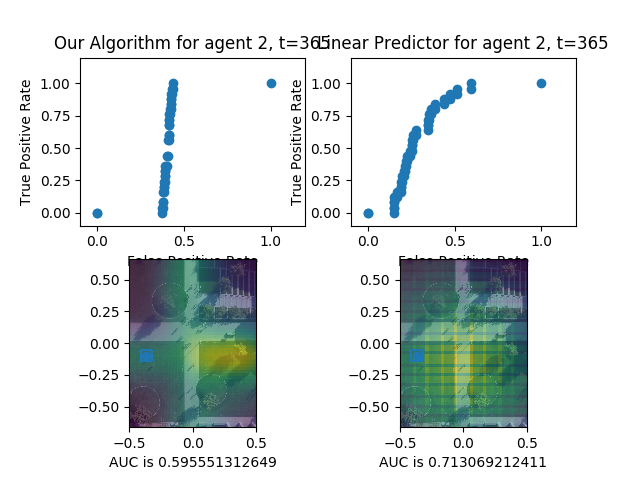 Our Algorithm for agent 2, t=365
Linear Predictor for agent 2, t=365
True Positive Rate
1.00
0.75
0.50
0.25
0.00
0.0 0.5 1.0
False Positive Rate
True Positive Rate
1.00
0.75
0.50
0.25
0.00
0.0 0.5 1.0
False Positive Rate
0.50
0.25
0.00
−0.25
−0.50
−0.5 0.0 0.5
AUC is 0.595551312649
0.50
0.25
0.00
−0.25
−0.50
−0.5 0.0 0.5
AUC is 0.713069212411